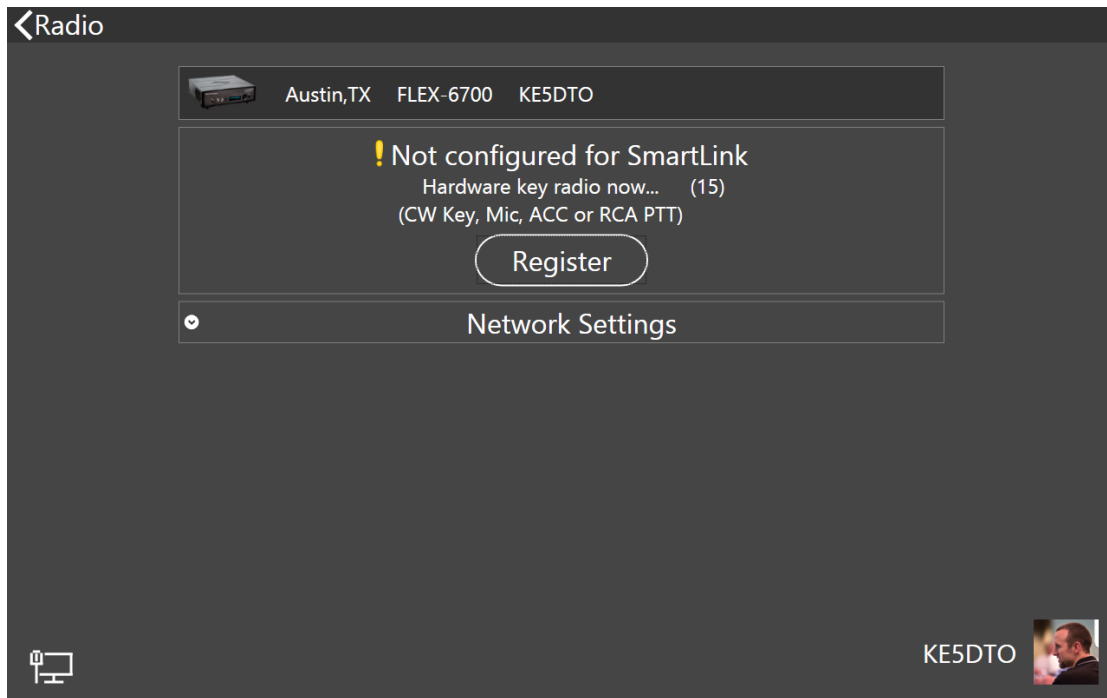 Radio
Austin,TX FLEX-6700 KE5DTO
Not configured for SmartLink
Hardware key radio now... (15)
(CW Key, Mic, ACC or RCA PTT)
Register
Network Settings
KE5DTO